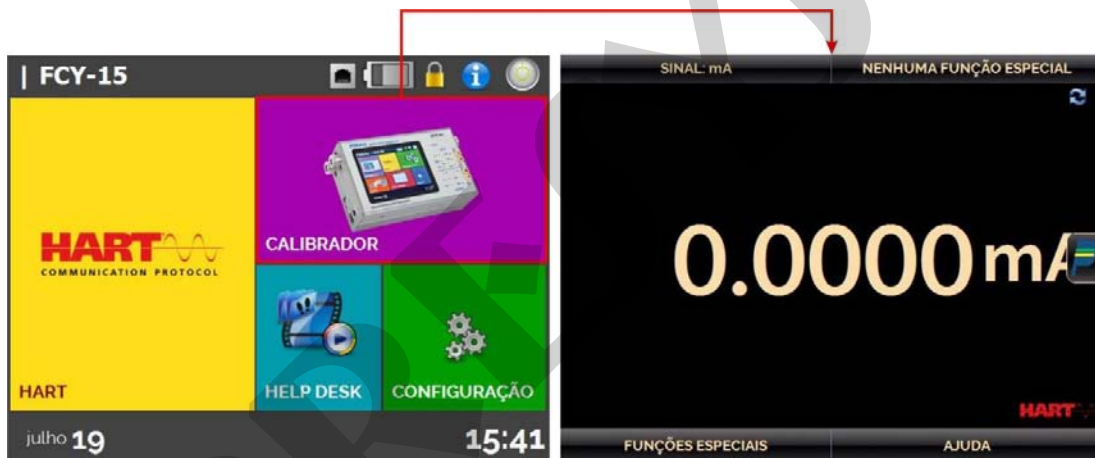 | FCY-15
HART
COMMUNICATION PROTOCOL
CALIBRADOR
HART
HELP DESK
CONFIGURAÇÃO
julho 19
15:41
SINAL: mA
NENHUMA FUNÇÃO ESPECIAL
0.0000 mA
HART
FUNÇÕES ESPECIAIS
AJUDA